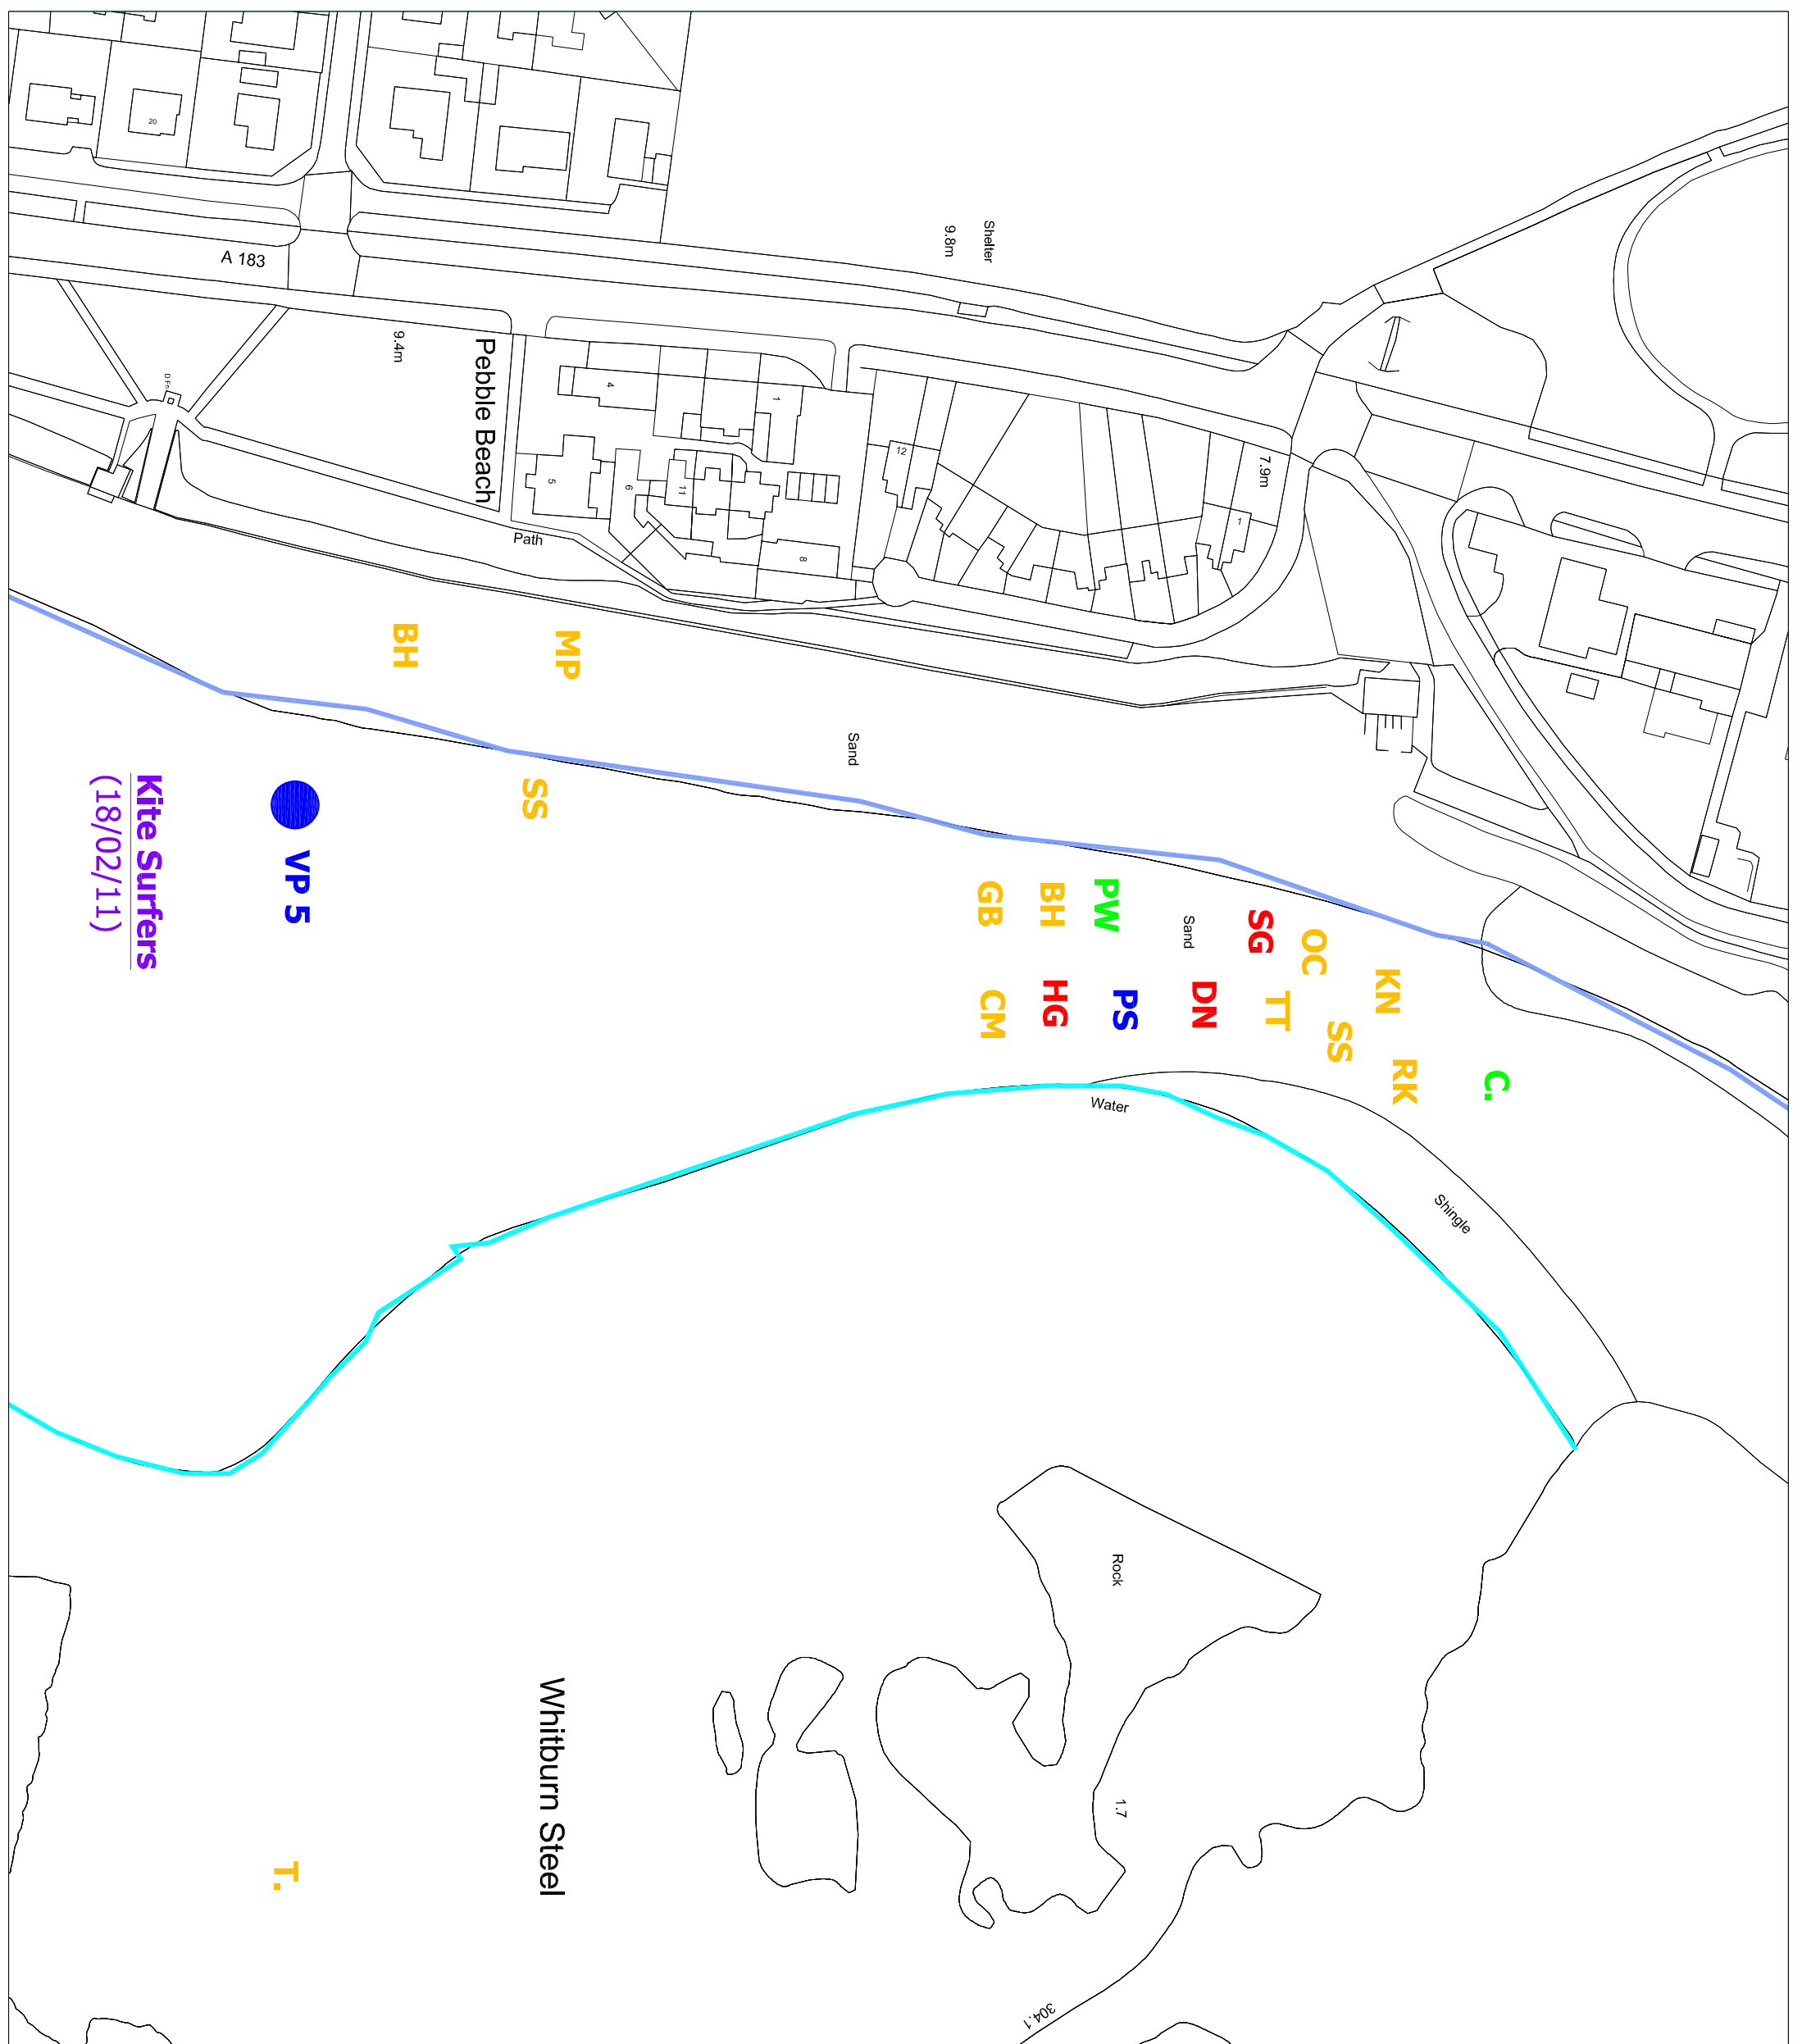 20
A 183
9.8m
Shelter
9.4m
Pebble Beach
4
1
5
6
11
8
12
7.9m
1
Path
BH
MP
Sand
SS
Kite Surfers
(18/02/11)
VP 5
GB
BH
PW
Sand
SG
OC
KN
CM
HG
PS
DN
TT
SS
RK
C.
Water
Shingle
Rock
1.7
Whitburn Steel
T.
304.1